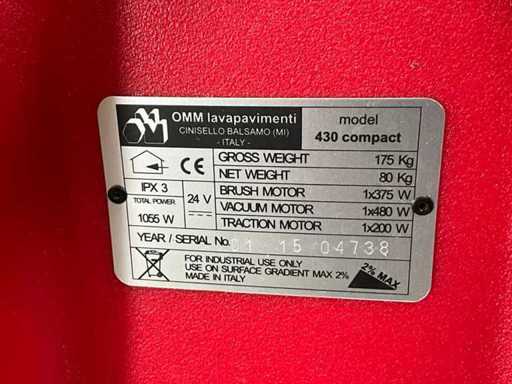 OMM lavapavimenti
CINISELLO BALSAMO (MI)
- ITALY -
model
430 compact
GROSS WEIGHT 175 Kg
NET WEIGHT 80 Kg
IPX 3
24 V
BRUSH MOTOR 1x375 W
TOTAL POWER
1055 W
VACUUM MOTOR 1x480 W
TRACTION MOTOR 1x200 W
YEAR / SERIAL No. 01 15 04738
FOR INDUSTRIAL USE ONLY
USE ON SURFACE GRADIENT MAX 2%
MADE IN ITALY
2% MAX